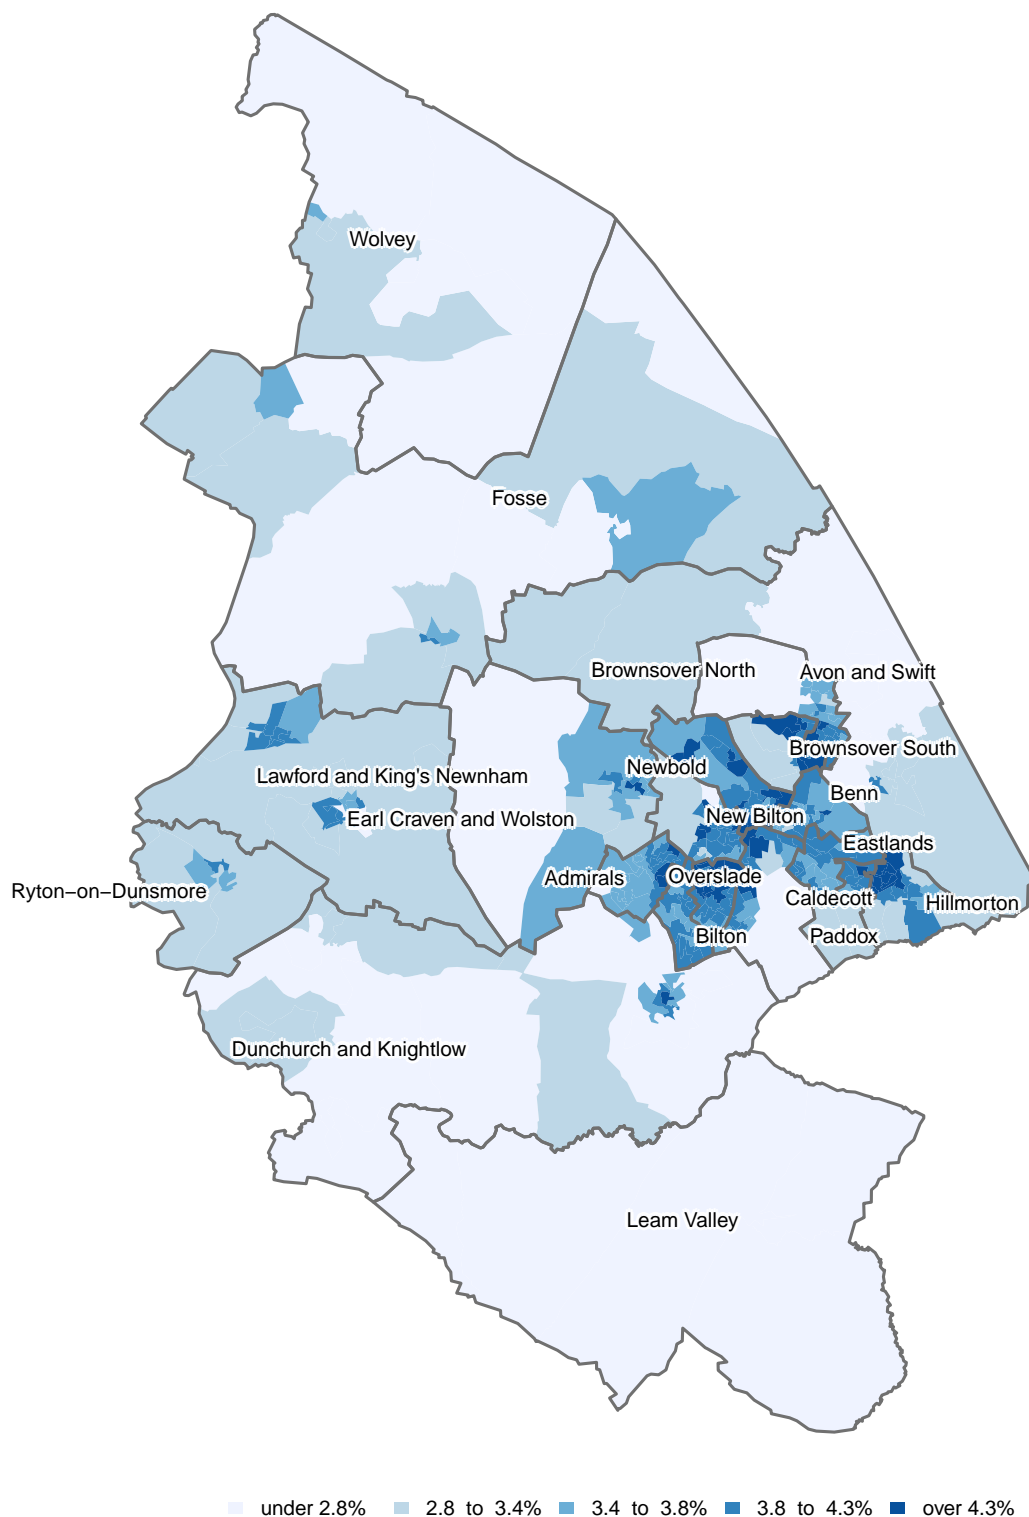 Wolvey
Fosse
Brownsover North
Avon and Swift
Brownsover South
Newbold
Lawford and King's Newnham
Benn
New Bilton
Earl Craven and Wolston
Eastlands
Overslade
Admirals
Ryton−on−Dunsmore
Caldecott
Hillmorton
Bilton
Paddox
Dunchurch and Knightlow
Leam Valley
under 2.8% 2.8 to 3.4% 3.4 to 3.8% 3.8 to 4.3% over 4.3%